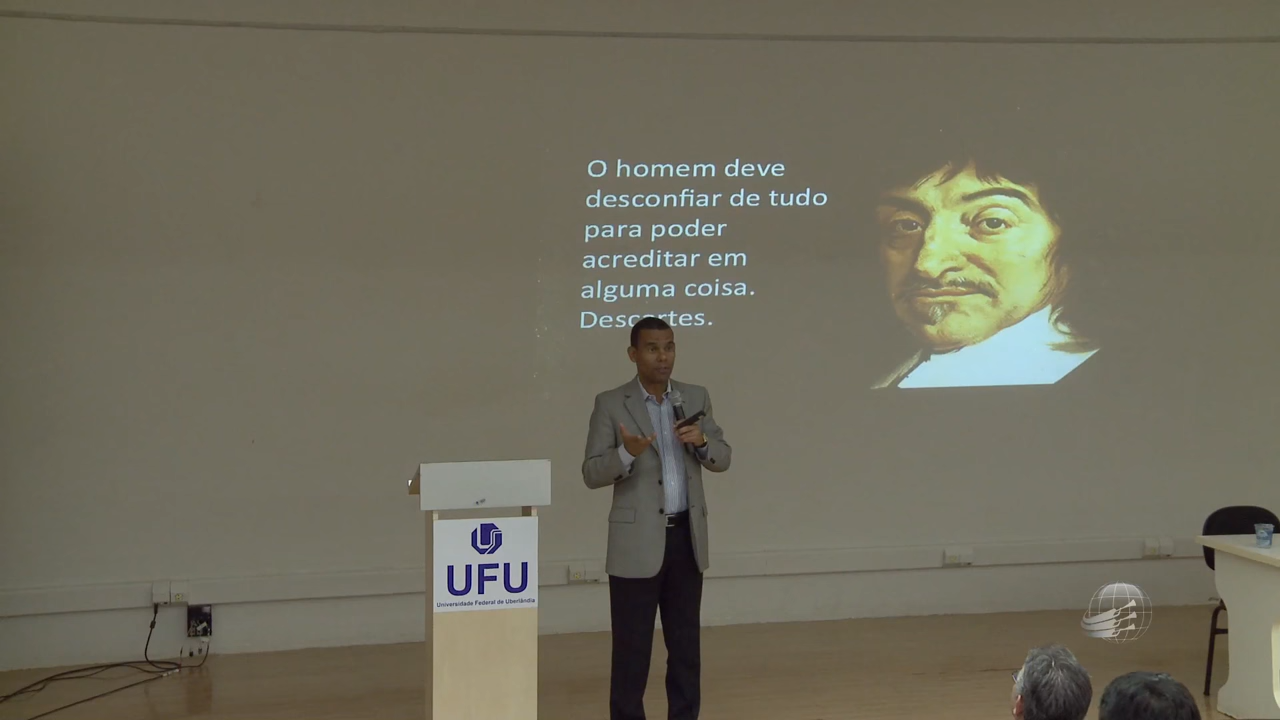 O homem deve
desconfiar de tudo
para poder
acreditar em
alguma coisa.
Descartes.
UFU
Universidade Federal de Uberlândia